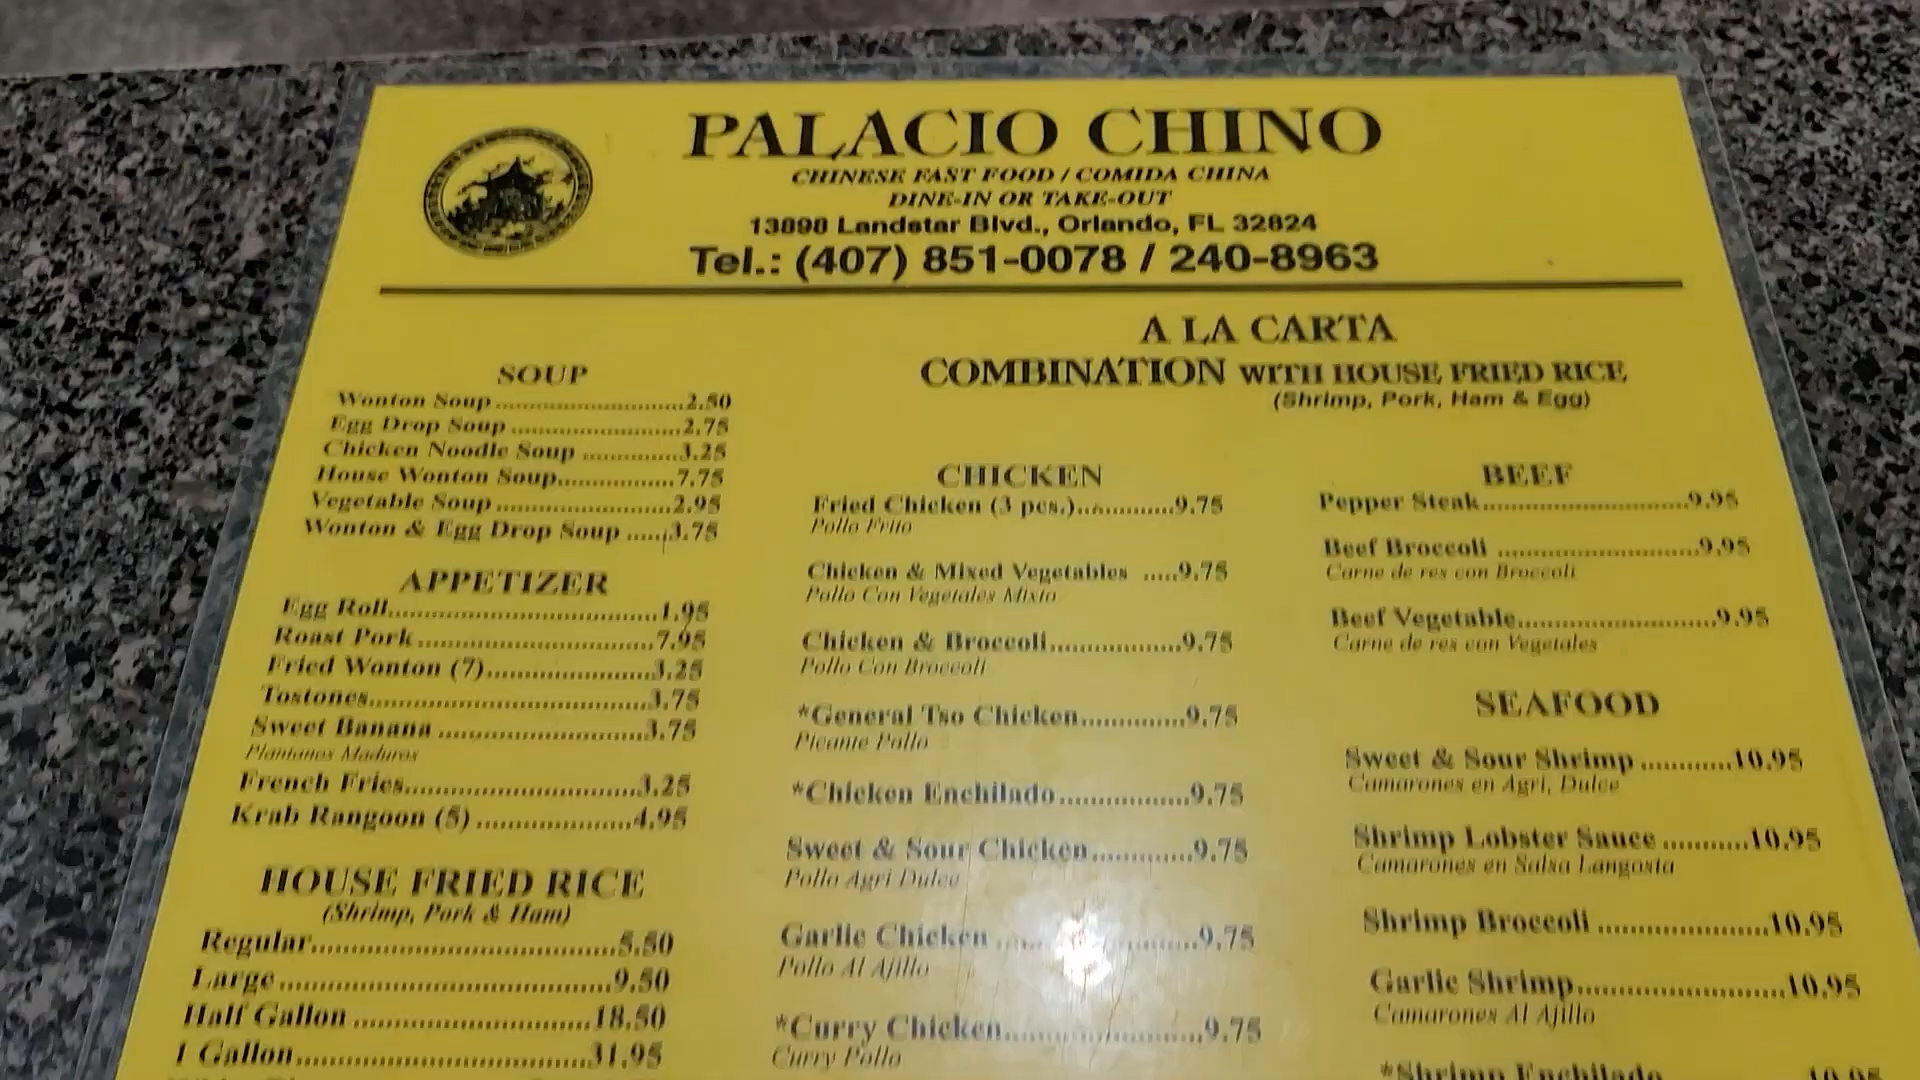 PALACIO CHINO
CHINESE FAST FOOD / COMIDA CHINA
DINE-IN OR TAKE-OUT
13898 Landstar Blvd., Orlando, FL 32824
Tel.: (407) 851-0078 / 240-8963
SOUP
Wonton Soup..........................2.50
Egg Drop Soup .......................2.75
Chicken Noodle Soup .............3.25
House Wonton Soup................7.75
Vegetable Soup ........................2.95
Wonton & Egg Drop Soup ......3.75
APPETIZER
Egg Roll......................................1.95
Roast Pork .................................7.95
Fried Wonton (7).......................3.25
Tostones......................................3.75
Sweet Banana ............................3.75
Plantanos Maduros
French Fries................................3.25
Krab Rangoon (5) .....................4.95
HOUSE FRIED RICE
(Shrimp, Pork & Ham)
Regular.......................................5.50
Large ..........................................9.50
Half Gallon ..............................18.50
1 Gallon....................................31.95
A LA CARTA
COMBINATION WITH HOUSE FRIED RICE
(Shrimp, Pork, Ham & Egg)
CHICKEN
Fried Chicken (3 pcs.).............9.75
Pollo Frito
Chicken & Mixed Vegetables .....9.75
Pollo Con Vegetales Mixto
Chicken & Broccoli.................9.75
Pollo Con Broccoli
*General Tso Chicken.............9.75
Picante Pollo
*Chicken Enchilado.................9.75
Sweet & Sour Chicken.............9.75
Pollo Agri Dulce
Garlic Chicken ..........................9.75
Pollo Al Ajillo
*Curry Chicken.........................9.75
Curry Pollo
BEEF
Pepper Steak..........................9.95
Beef Broccoli .........................9.95
Carne de res con Broccoli
Beef Vegetable.........................9.95
Carne de res con Vegetales
SEAFOOD
Sweet & Sour Shrimp ............10.95
Camarones en Agri, Dulce
Shrimp Lobster Sauce ...........10.95
Camarones en Salsa Langosta
Shrimp Broccoli ......................10.95
Garlic Shrimp...........................10.95
Camarones Al Ajillo
*Shrimp Enchilado 10.95